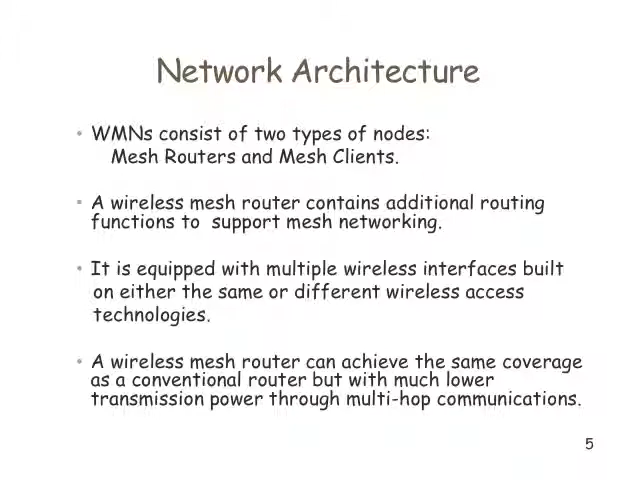 Network Architecture
• WMNs consist of two types of nodes:
Mesh Routers and Mesh Clients.
• A wireless mesh router contains additional routing
functions to support mesh networking.
• It is equipped with multiple wireless interfaces built
on either the same or different wireless access
technologies.
• A wireless mesh router can achieve the same coverage
as a conventional router but with much lower
transmission power through multi-hop communications.
5